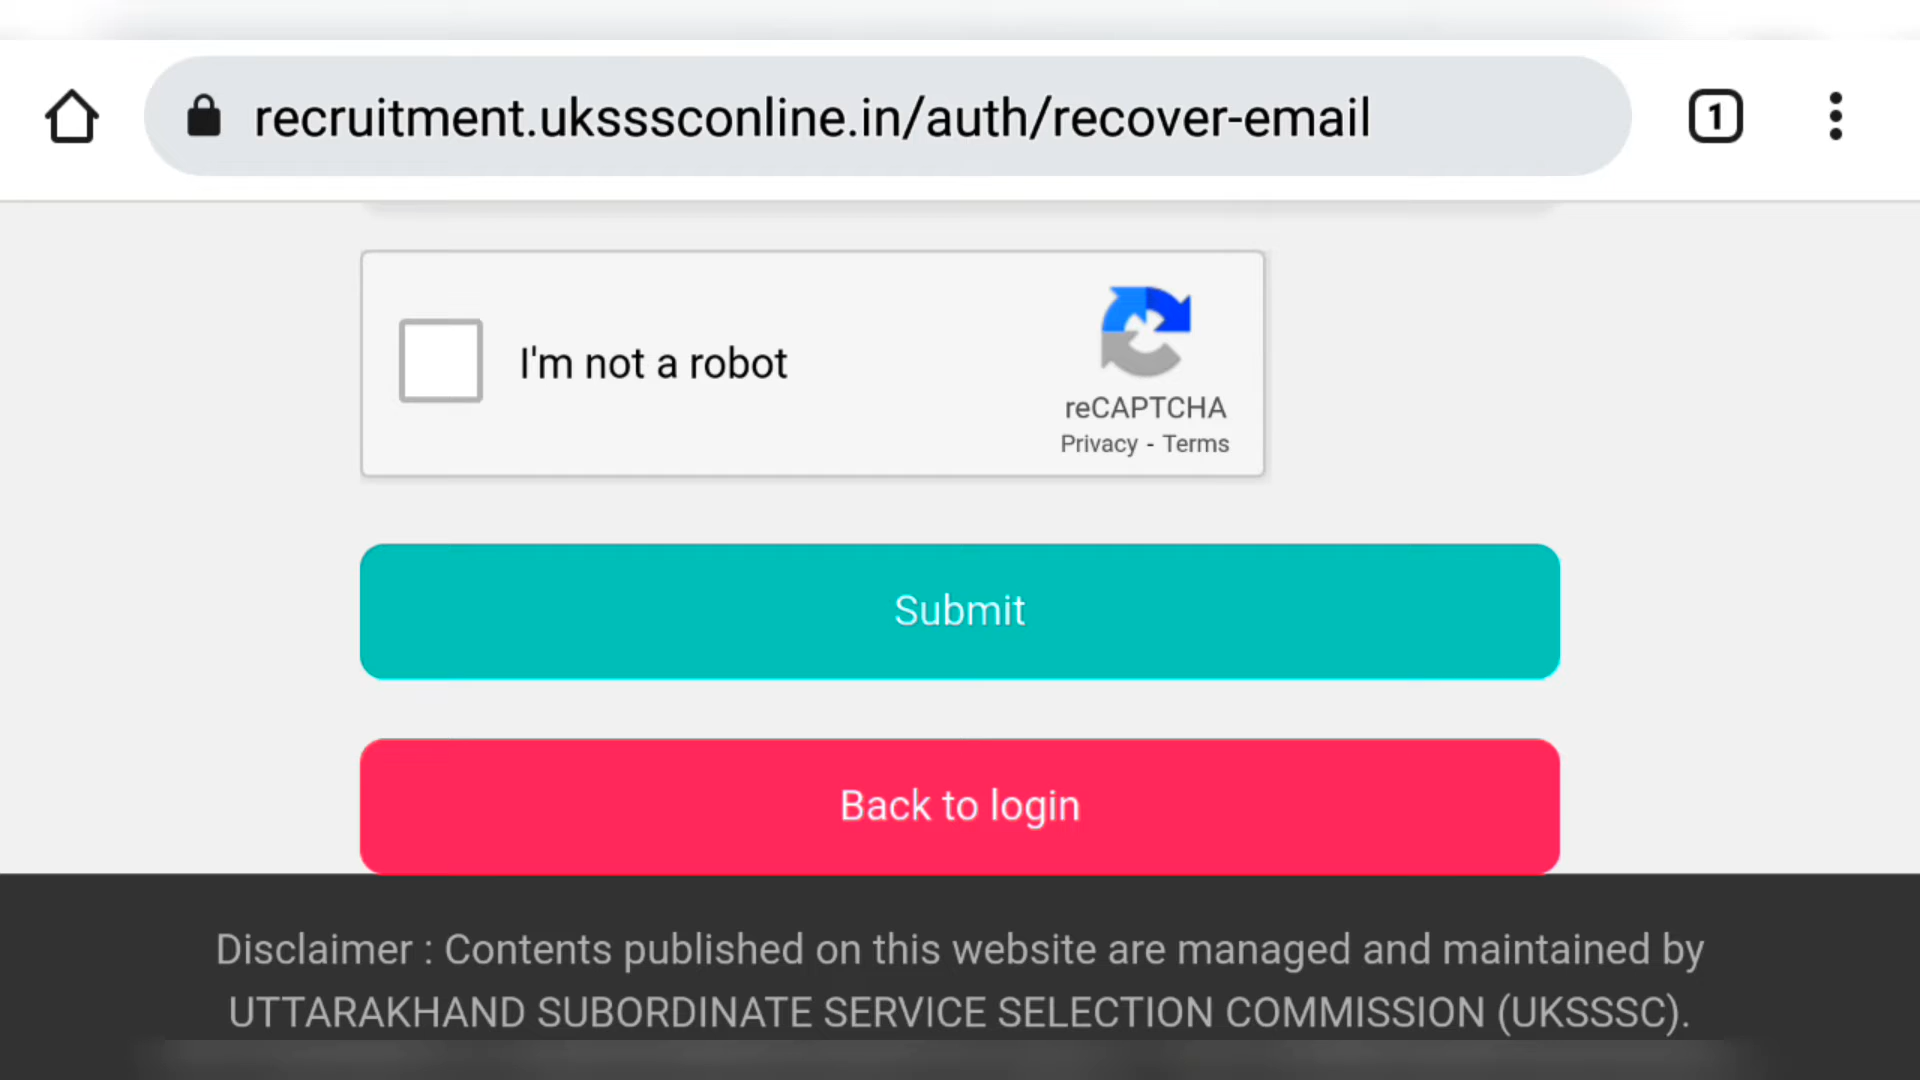 recruitment.uksssconline.in/auth/recover-email
1
I'm not a robot
reCAPTCHA
Privacy - Terms
Submit
Back to login
Disclaimer : Contents published on this website are managed and maintained by
UTTARAKHAND SUBORDINATE SERVICE SELECTION COMMISSION (UKSSSC).